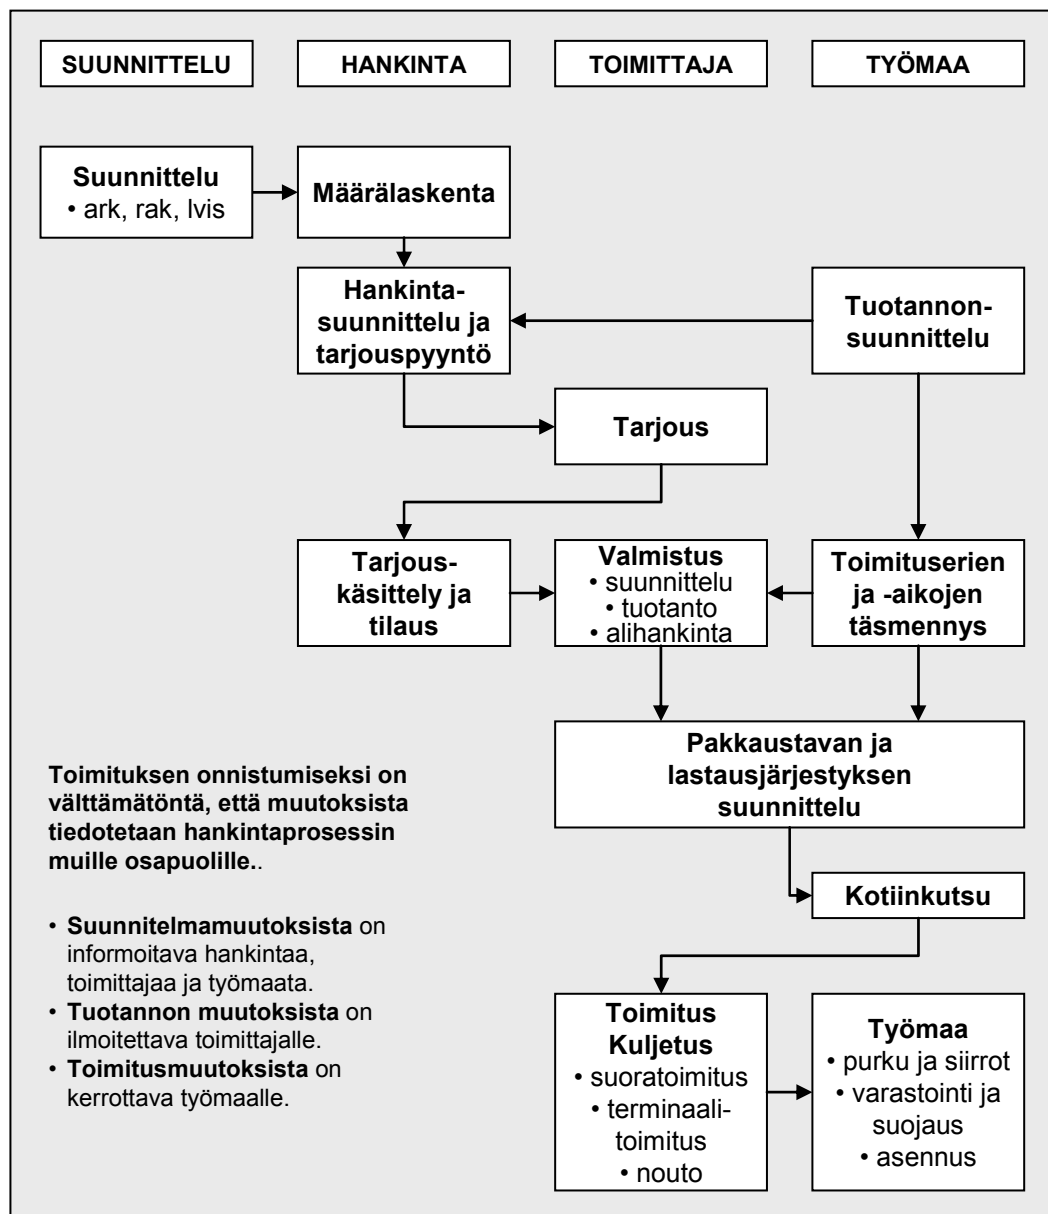 SUUNNITTELU
HANKINTA
TOIMITTAJA
TYÖMAA
Suunnittelu
• ark, rak, lvis
Määrälaskenta
Hankinta-
suunnittelu ja
tarjouspyyntö
Tuotannon-
suunnittelu
Tarjous
Tarjous-
käsittely ja
tilaus
Valmistus
• suunnittelu
• tuotanto
• alihankinta
Toimituserien
ja -aikojen
täsmennys
Pakkaustavan ja
lastausjärjestyksen
suunnittelu
Kotiinkutsu
Toimituksen onnistumiseksi on
välttämätöntä, että muutoksista
tiedotetaan hankintaprosessin
muille osapuolille..
• Suunnitelmamuutoksista on
informoitava hankintaa,
toimittajaa ja työmaata.
• Tuotannon muutoksista on
ilmoitettava toimittajalle.
• Toimitusmuutoksista on
kerrottava työmaalle.
Toimitus
Kuljetus
• suoratoimitus
• terminaali-
toimitus
• nouto
Työmaa
• purku ja siirrot
• varastointi ja
suojaus
• asennus